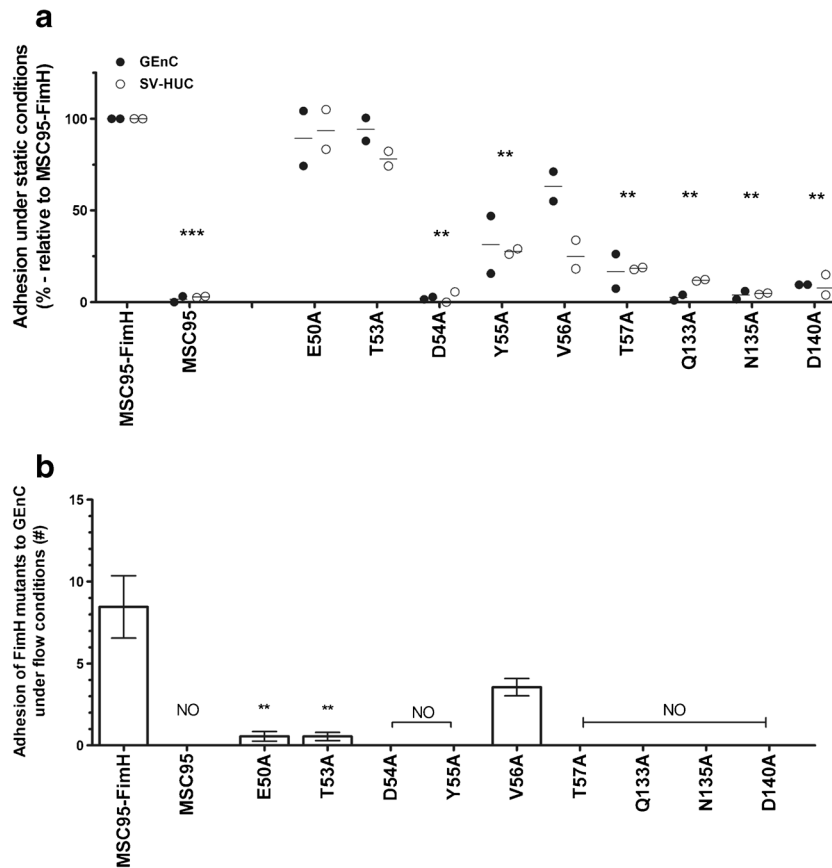 a
GEnC
SV-HUC
Adhesion under static conditions
(% - relative to MSC95-FimH)
100
50
0
***
**
**
**
**
**
**
MSC95-FimH
MSC95
E50A
T53A
D54A
Y55A
V56A
T57A
Q133A
N135A
D140A
b
Adhesion of FimH mutants to GEnC
under flow conditions (#)
15
10
5
0
NO
**
**
NO
NO
MSC95-FimH
MSC95
E50A
T53A
D54A
Y55A
V56A
T57A
Q133A
N135A
D140A